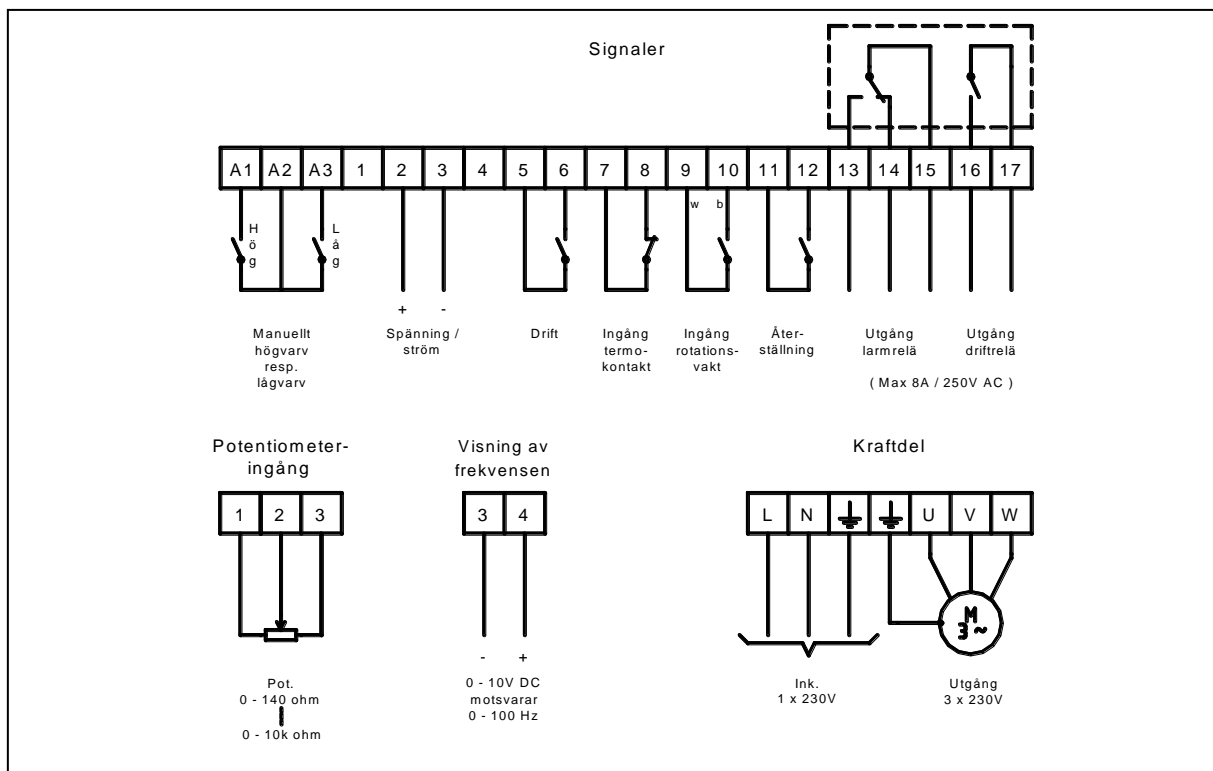 Signaler
A1 A2 A3 1 2 3 4 5 6 7 8 9 10 11 12 13 14 15 16 17
w b
Hög
Låg
+ -
Manuellt
högvarv
resp.
lågvarv
Spänning /
ström
Drift
Ingång
termo-
kontakt
Ingång
rotations-
vakt
Åter-
ställning
Utgång
larmrelä
Utgång
driftrelä
( Max 8A / 250V AC )
Potentiometer-
ingång
1 2 3
Pot.
0 - 140 ohm
0 - 10k ohm
Visning av
frekvensen
3 4
- +
0 - 10V DC
motsvarar
0 - 100 Hz
Kraftdel
L N U V W
M
3 ~
Ink.
1 x 230V
Utgång
3 x 230V